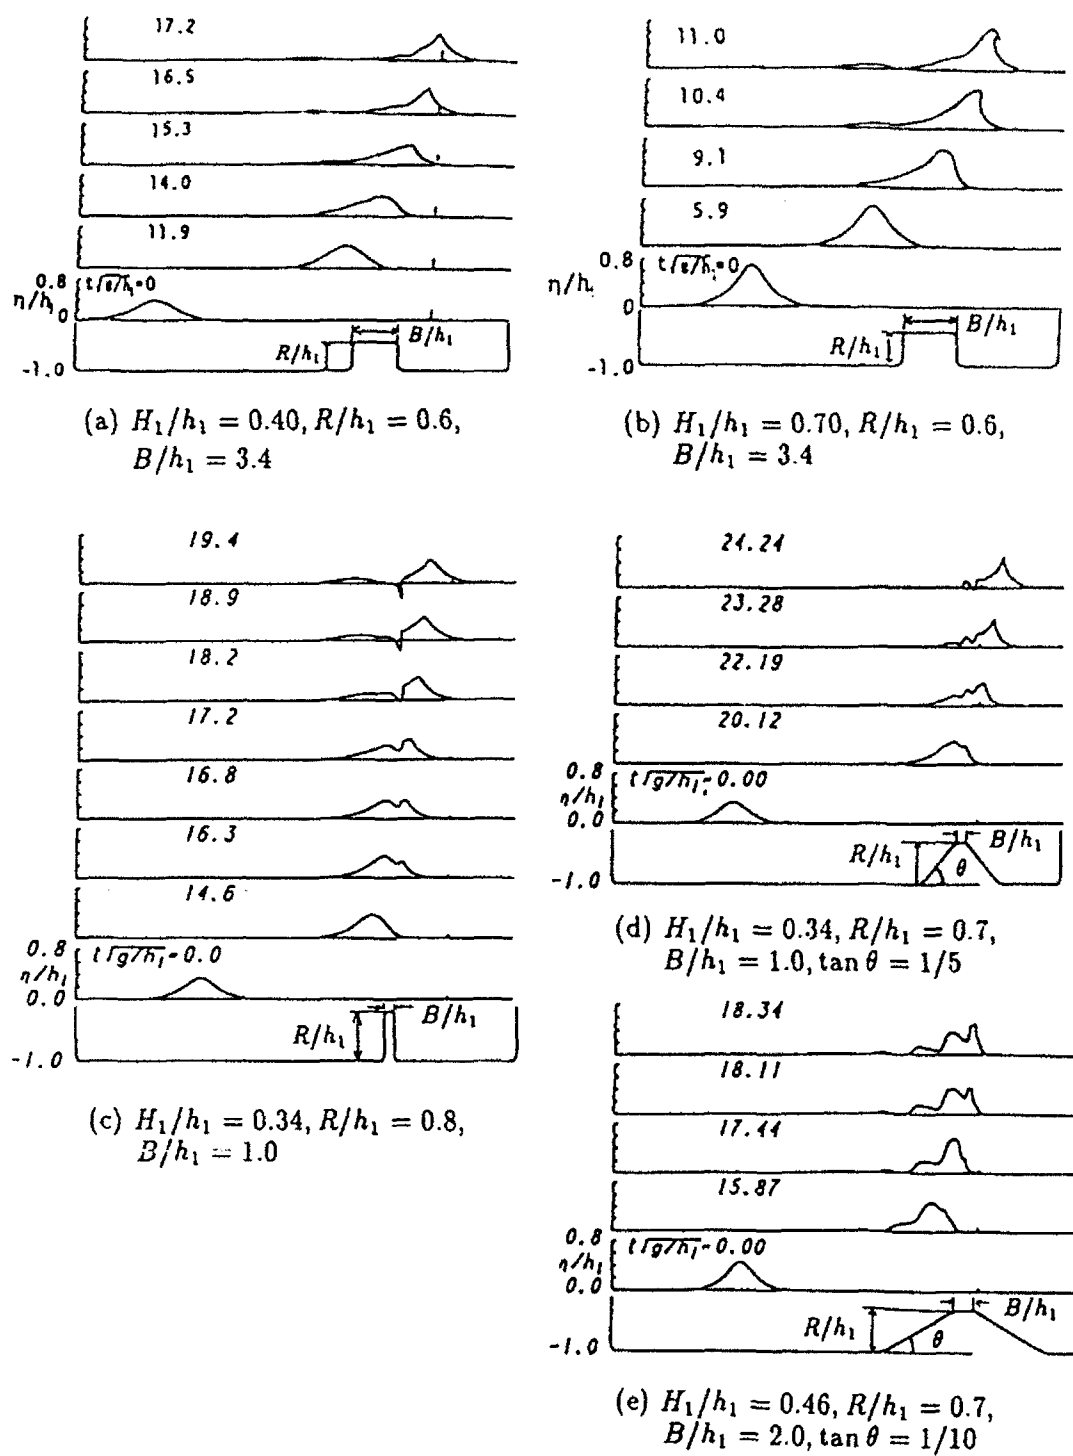 17.2
16.5
15.3
14.0
11.9
0.8
t√g/h₁=0
η/h₁
0
B/h₁
R/h₁
-1.0
(a) H₁/h₁ = 0.40, R/h₁ = 0.6,
B/h₁ = 3.4
11.0
10.4
9.1
5.9
0.8
t√g/h₁=0
η/h₁
0
B/h₁
R/h₁
-1.0
(b) H₁/h₁ = 0.70, R/h₁ = 0.6,
B/h₁ = 3.4
19.4
18.9
18.2
17.2
16.8
16.3
14.6
0.8
t√g/h₁=0.0
η/h₁
0.0
B/h₁
R/h₁
-1.0
(c) H₁/h₁ = 0.34, R/h₁ = 0.8,
B/h₁ = 1.0
24.24
23.28
22.19
20.12
0.8
t√g/h₁=0.00
η/h₁
0.0
B/h₁
R/h₁
θ
-1.0
(d) H₁/h₁ = 0.34, R/h₁ = 0.7,
B/h₁ = 1.0, tan θ = 1/5
18.34
18.11
17.44
15.87
0.8
t√g/h₁=0.00
η/h₁
0.0
B/h₁
R/h₁
θ
-1.0
(e) H₁/h₁ = 0.46, R/h₁ = 0.7,
B/h₁ = 2.0, tan θ = 1/10